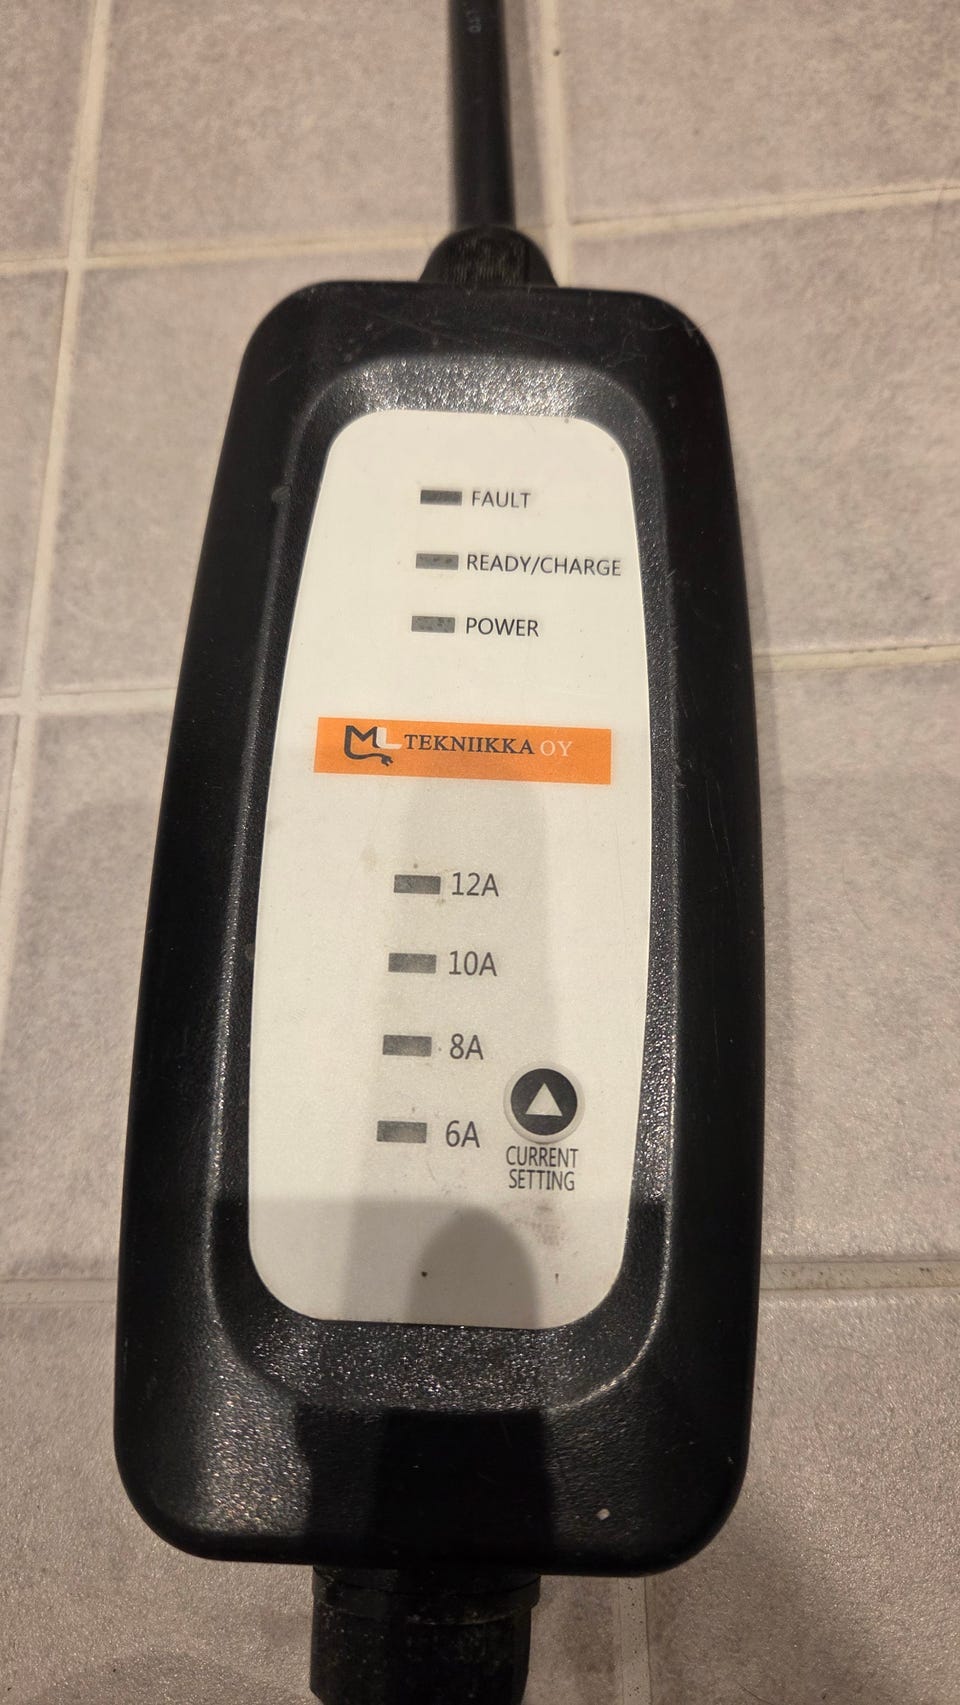 FAULT
READY/CHARGE
POWER
ML TEKNIIKKA OY
12A
10A
8A
6A
CURRENT
SETTING